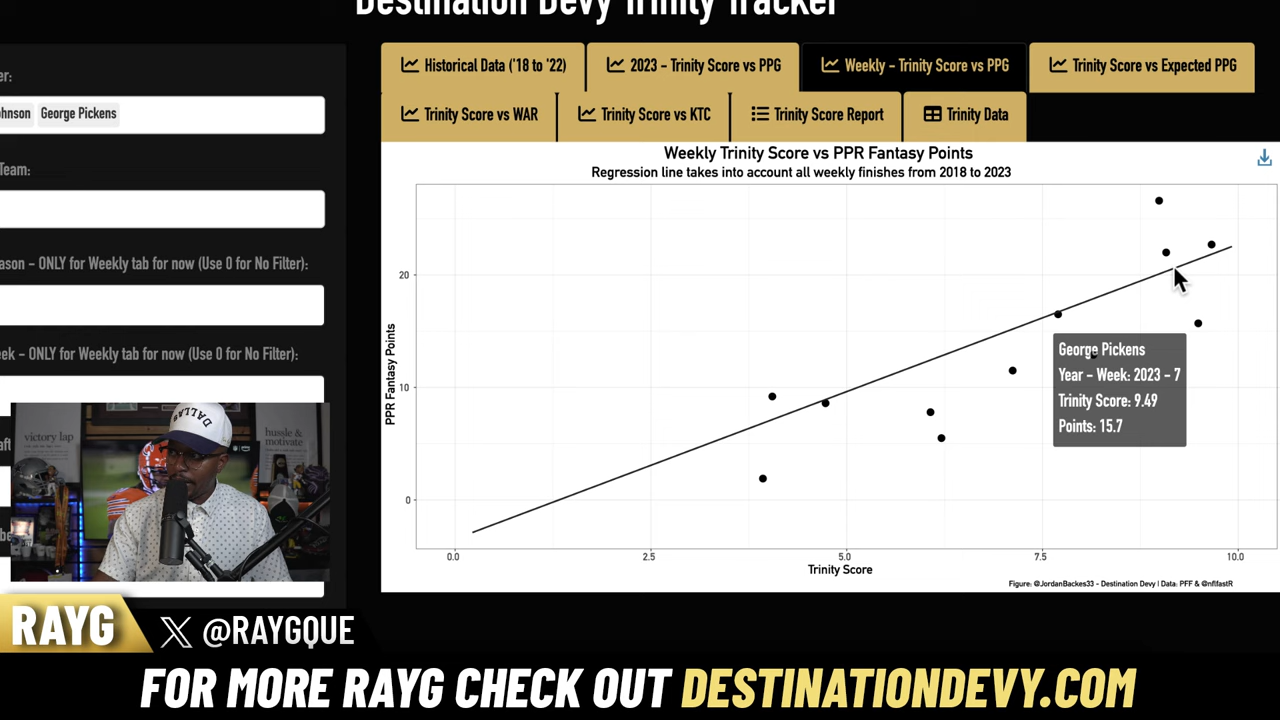 Destination Devy Trinity Tracker
er:
ohnson George Pickens
Team:
ason - ONLY for Weekly tab for now (Use 0 for No Filter):
eek - ONLY for Weekly tab for now (Use 0 for No Filter):
Historical Data ('18 to '22)
2023 - Trinity Score vs PPG
Weekly - Trinity Score vs PPG
Trinity Score vs Expected PPG
Trinity Score vs WAR
Trinity Score vs KTC
Trinity Score Report
Trinity Data
Weekly Trinity Score vs PPR Fantasy Points
Regression line takes into account all weekly finishes from 2018 to 2023
PPR Fantasy Points
20
10
0
George Pickens
Year - Week: 2023 - 7
Trinity Score: 9.49
Points: 15.7
0.0 2.5 5.0 7.5 10.0
Trinity Score
Figure: @JordanBackes33 - Destination Devy | Data: PFF & @nflfastR
aft
victory lap
hussle &
motivate
DALLAS
RAYG
X @RAYGQUE
FOR MORE RAYG CHECK OUT DESTINATIONDEVY.COM